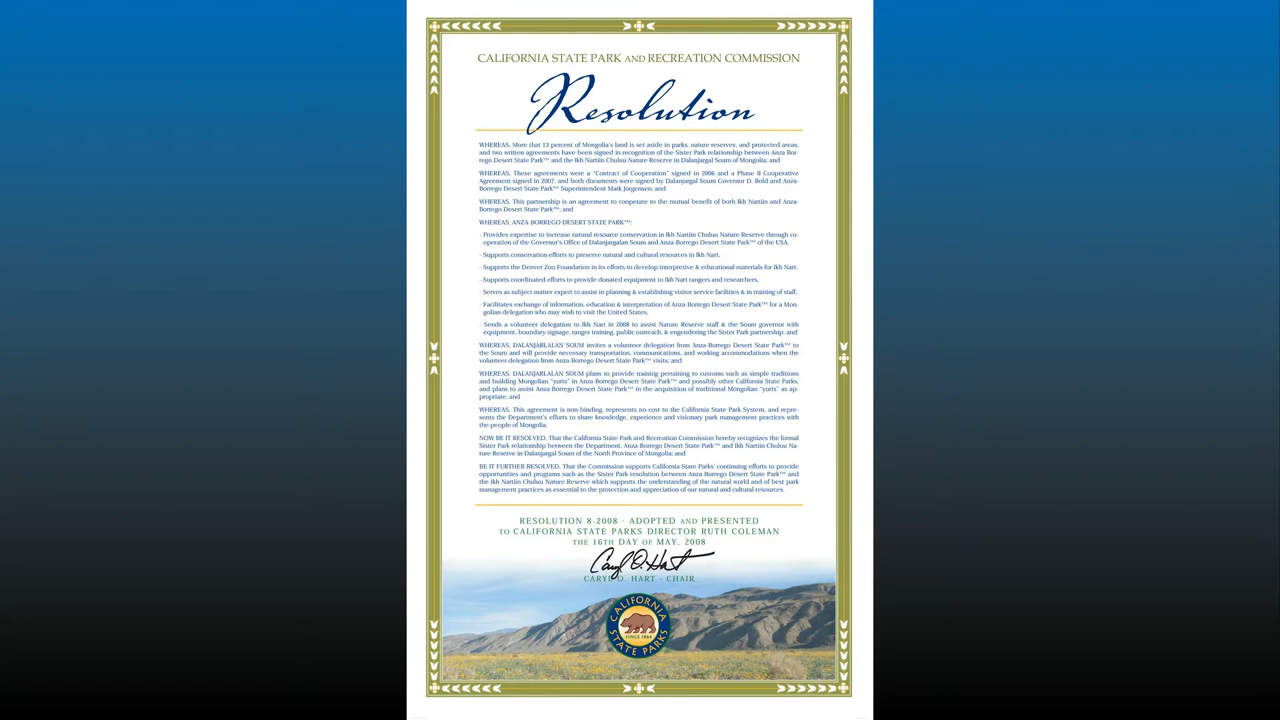 CALIFORNIA STATE PARK AND RECREATION COMMISSION
Resolution
WHEREAS, More that 13 percent of Mongolia's land is set aside in parks, nature reserves, and protected areas,
and two written agreements have been signed in recognition of the Sister Park relationship between Anza Bor-
rego Desert State Park™ and the Ikh Nartiin Chuluu Nature Reserve in Dalanjargal Soum of Mongolia; and
WHEREAS, These agreements were a "Contract of Cooperation" signed in 2006 and a Phase II Cooperative
Agreement signed in 2007, and both documents were signed by Dalanjargal Soum Governor D. Bold and Anza-
Borrego Desert State Park™ Superintendent Mark Jorgensen; and
WHEREAS, This partnership is an agreement to cooperate to the mutual benefit of both Ikh Nartiin and Anza-
Borrego Desert State Park™; and
WHEREAS, ANZA-BORREGO DESERT STATE PARK™:
· Provides expertise to increase natural resource conservation in Ikh Nartiin Chuluu Nature Reserve through co-
operation of the Governor's Office of Dalanjargalan Soum and Anza-Borrego Desert State Park™ of the USA.
· Supports conservation efforts to preserve natural and cultural resources in Ikh Nart.
· Supports the Denver Zoo Foundation in its efforts to develop interpretive & educational materials for Ikh Nart.
· Supports coordinated efforts to provide donated equipment to Ikh Nart rangers and researchers.
· Serves as subject matter expert to assist in planning & establishing visitor service facilities & in training of staff.
· Facilitates exchange of information, education & interpretation of Anza-Borrego Desert State Park™ for a Mon-
golian delegation who may wish to visit the United States.
· Sends a volunteer delegation to Ikh Nart in 2008 to assist Nature Reserve staff & the Soum governor with
equipment, boundary signage, ranger training, public outreach, & engendering the Sister Park partnership; and
WHEREAS, DALANJARLALAN SOUM invites a volunteer delegation from Anza-Borrego Desert State Park™ to
the Soum and will provide necessary transportation, communications, and working accommodations when the
volunteer delegation from Anza-Borrego Desert State Park™ visits; and
WHEREAS, DALANJARLALAN SOUM plans to provide training pertaining to customs such as simple traditions
and building Mongolian "yurts" in Anza-Borrego Desert State Park™ and possibly other California State Parks,
and plans to assist Anza-Borrego Desert State Park™ in the acquisition of traditional Mongolian "yurts" as ap-
propriate; and
WHEREAS, This agreement is non-binding, represents no-cost to the California State Park System, and repre-
sents the Department's efforts to share knowledge, experience and visionary park management practices with
the people of Mongolia.
NOW BE IT RESOLVED, That the California State Park and Recreation Commission hereby recognizes the formal
Sister Park relationship between the Department, Anza-Borrego Desert State Park™ and Ikh Nartiin Chuluu Na-
ture Reserve in Dalanjargal Soum of the North Province of Mongolia; and
BE IT FURTHER RESOLVED, That the Commission supports California State Parks' continuing efforts to provide
opportunities and programs such as the Sister Park resolution between Anza Borrego Desert State Park™ and
the Ikh Nartiin Chuluu Nature Reserve which supports the understanding of the natural world and of best park
management practices as essential to the protection and appreciation of our natural and cultural resources.
RESOLUTION 8-2008 · ADOPTED AND PRESENTED
TO CALIFORNIA STATE PARKS DIRECTOR RUTH COLEMAN
THE 16TH DAY OF MAY, 2008
Caryl O. Hart
CARYL O. HART - CHAIR
CALIFORNIA
SINCE 1864
STATE PARKS